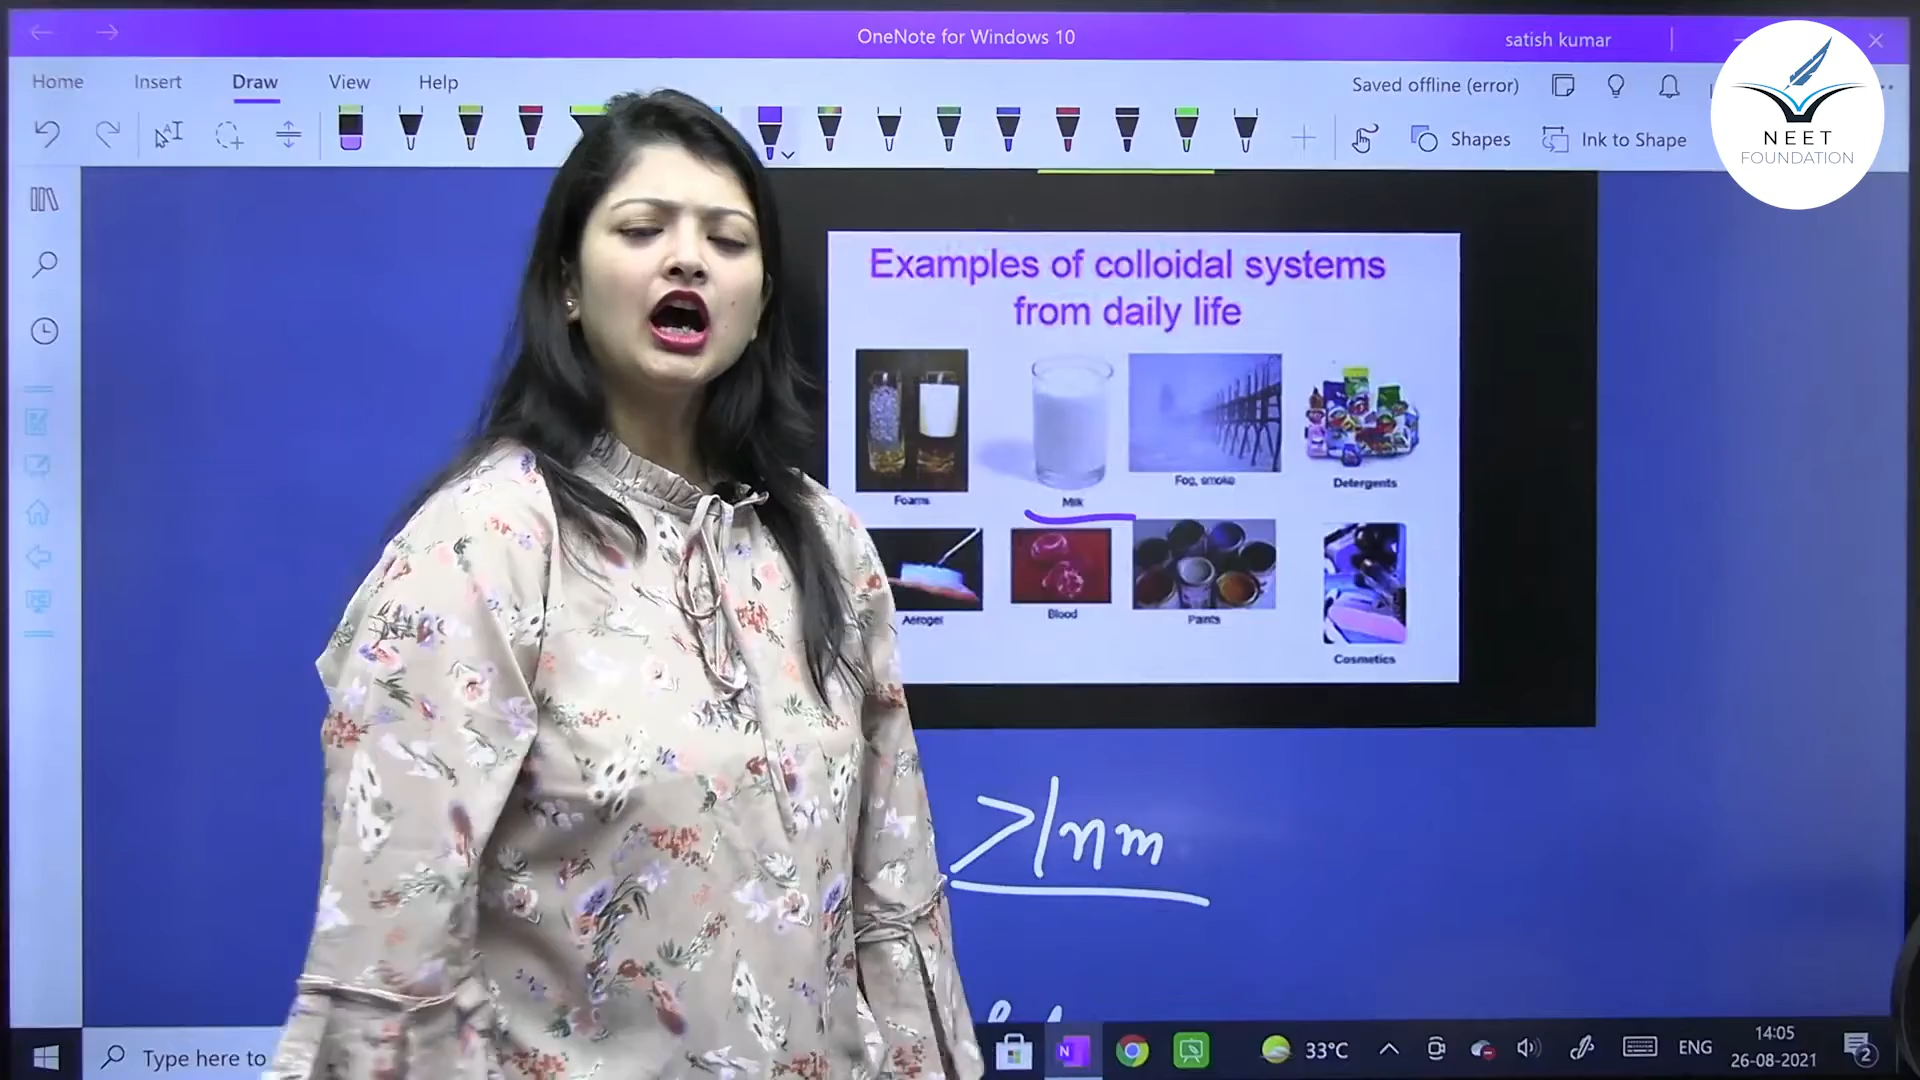 OneNote for Windows 10
satish kumar
Home Insert Draw View Help
Saved offline (error)
Shapes
Ink to Shape
NEET
FOUNDATION
Examples of colloidal systems
from daily life
Foams
Milk
Fog, smoke
Detergents
Aerogel
Blood
Paints
Cosmetics
>1nm
Type here to
33°C
ENG
14:05
26-08-2021
2